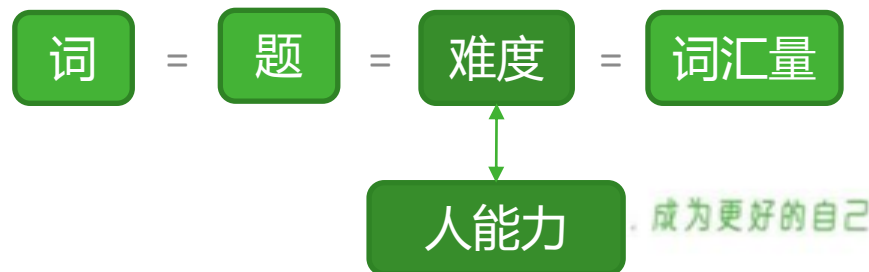 词 = 题 = 难度 = 词汇量
人能力
. 成为更好的自己